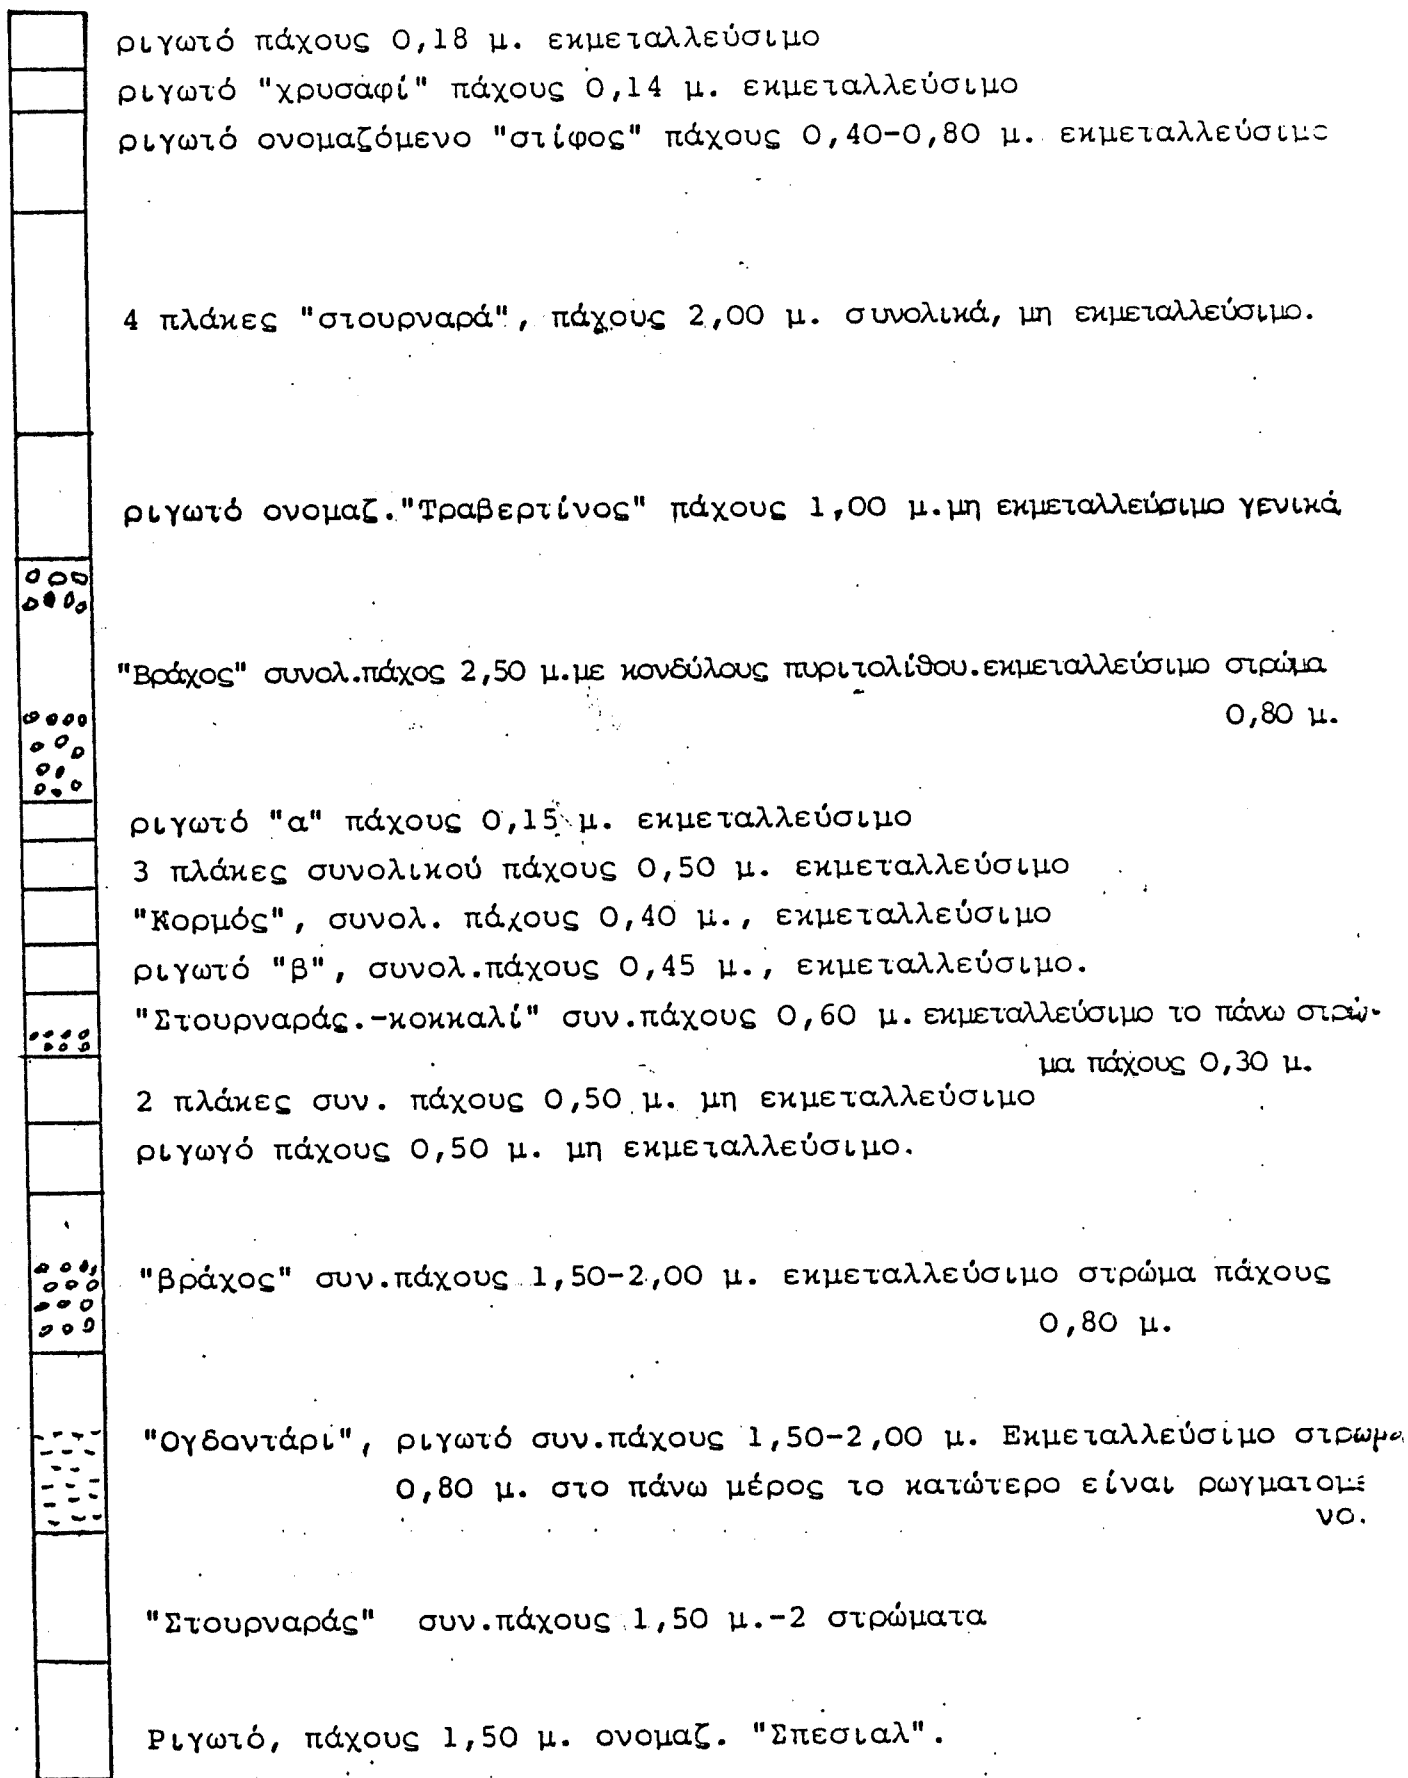 ριγωτό πάχους 0,18 μ. εκμεταλλεύσιμο
ριγωτό "χρυσαφί" πάχους 0,14 μ. εκμεταλλεύσιμο
ριγωτό ονομαζόμενο "στίφος" πάχους 0,40-0,80 μ. εκμεταλλεύσιμο
4 πλάκες "στουρναρά", πάχους 2,00 μ. συνολικά, μη εκμεταλλεύσιμο.
ριγωτό ονομαζ."Τραβερτίνος" πάχους 1,00 μ.μη εκμεταλλεύσιμο γενικά
"Βράχος" συνολ.πάχος 2,50 μ.με κονδύλους πυριτολίθου.εκμεταλλεύσιμο στρώμα
0,80 μ.
ριγωτό "α" πάχους 0,15 μ. εκμεταλλεύσιμο
3 πλάκες συνολικού πάχους 0,50 μ. εκμεταλλεύσιμο
"Κορμός", συνολ. πάχους 0,40 μ., εκμεταλλεύσιμο
ριγωτό "β", συνολ.πάχους 0,45 μ., εκμεταλλεύσιμο.
"Στουρναράς.-κοκκαλί" συν.πάχους 0,60 μ. εκμεταλλεύσιμο το πάνω στρώ-
μα πάχους 0,30 μ.
2 πλάκες συν. πάχους 0,50 μ. μη εκμεταλλεύσιμο
ριγωγό πάχους 0,50 μ. μη εκμεταλλεύσιμο.
"βράχος" συν.πάχους 1,50-2,00 μ. εκμεταλλεύσιμο στρώμα πάχους
0,80 μ.
"Ογδοντάρι", ριγωτό συν.πάχους 1,50-2,00 μ. Εκμεταλλεύσίμο στρωμα
0,80 μ. στο πάνω μέρος το κατώτερο είναι ρωγματομέ
νο.
"Στουρναράς" συν.πάχους 1,50 μ.-2 στρώματα
Ριγωτό, πάχους 1,50 μ. ονομαζ. "Σπεσιαλ".